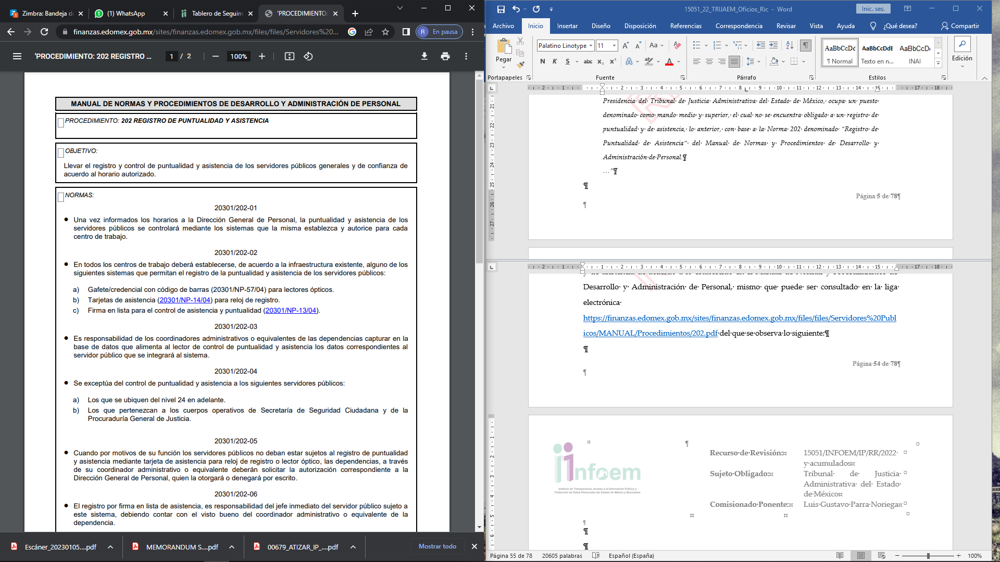 Zimbra: Bandeja d
(1) WhatsApp
Tablero de Seguim
'PROCEDIMIENTO:
finanzas.edomex.gob.mx/sites/finanzas.edomex.gob.mx/files/files/Servidores%20...
R En pausa
'PROCEDIMIENTO: 202 REGISTRO ...
1 / 2
100%
MANUAL DE NORMAS Y PROCEDIMIENTOS DE DESARROLLO Y ADMINISTRACIÓN DE PERSONAL
PROCEDIMIENTO: 202 REGISTRO DE PUNTUALIDAD Y ASISTENCIA
OBJETIVO:
Llevar el registro y control de puntualidad y asistencia de los servidores públicos generales y de confianza de
acuerdo al horario autorizado.
NORMAS:
20301/202-01
● Una vez informados los horarios a la Dirección General de Personal, la puntualidad y asistencia de los
servidores públicos se controlará mediante los sistemas que la misma establezca y autorice para cada
centro de trabajo.
20301/202-02
● En todos los centros de trabajo deberá establecerse, de acuerdo a la infraestructura existente, alguno de los
siguientes sistemas que permitan el registro de la puntualidad y asistencia de los servidores públicos:
a) Gafete/credencial con código de barras (20301/NP-57/04) para lectores ópticos.
b) Tarjetas de asistencia (20301/NP-14/04) para reloj de registro.
c) Firma en lista para el control de asistencia y puntualidad (20301/NP-13/04).
20301/202-03
● Es responsabilidad de los coordinadores administrativos o equivalentes de las dependencias capturar en la
base de datos que alimenta al lector de control de puntualidad y asistencia los datos correspondientes al
servidor público que se integrará al sistema.
20301/202-04
● Se exceptúa del control de puntualidad y asistencia a los siguientes servidores públicos:
a) Los que se ubiquen del nivel 24 en adelante.
b) Los que pertenezcan a los cuerpos operativos de Secretaría de Seguridad Ciudadana y de la
Procuraduría General de Justicia.
20301/202-05
● Cuando por motivos de su función los servidores públicos no deban estar sujetos al registro de puntualidad
y asistencia mediante tarjeta de asistencia para reloj de registro o lector óptico, las dependencias, a través
de su coordinador administrativo o equivalente deberán solicitar la autorización correspondiente a la
Dirección General de Personal, quien la otorgará o denegará por escrito.
20301/202-06
● El registro por firma en lista de asistencia, es responsabilidad del jefe inmediato del servidor público sujeto a
este sistema, debiendo contar con el visto bueno del coordinador administrativo o equivalente de la
dependencia.
Escáner_20230105....pdf
MEMORANDUM S....pdf
00679_ATIZAR_IP_....pdf
Mostrar todo
15051_22_TRIJAEM_Oficios_Ric - Word
Inic. ses.
Archivo Inicio Insertar Diseño Disposición Referencias Correspondencia Revisar Vista Ayuda ¿Qué desea? Compartir
Pegar
Palatino Linotype 11
N K S abc x₂ x²
AaBbCcDc AaBbCcDdE AaBbCcDc
¶ Normal Texto en n... INAI
Edición
Portapapeles Fuente Párrafo Estilos
Presidencia del Tribunal de Justicia Administrativa del Estado de México, ocupa un puesto
denominado como mando medio y superior, el cual no se encuentra obligado a un registro de
puntualidad y de asistencia, lo anterior, con base a la Norma 202 denominado “Registro de
Puntualidad de Asistencia” del Manual de Normas y Procedimientos de Desarrollo y
Administración de Personal.¶
…”¶
¶
Página 5 de 78¶
¶
Desarrollo y Administración de Personal, mismo que puede ser consultado en la liga
electrónica
https://finanzas.edomex.gob.mx/sites/finanzas.edomex.gob.mx/files/files/Servidores%20Publ
icos/MANUAL/Procedimientos/202.pdf del que se observa lo siguiente:¶
¶
Página 54 de 78¶
¶
infoem
Instituto de Transparencia, Acceso a la Información Pública y
Protección de Datos Personales del Estado de México y Municipios
Recurso de Revisión:¤ 15051/INFOEM/IP/RR/2022
y acumulados¤
Sujeto Obligado:¤ Tribunal de Justicia
Administrativa del Estado
de México¤
Comisionado Ponente:¤ Luis Gustavo Parra Noriega¤
¶
¶
¶
Página 55 de 78 20605 palabras Español (España)
100%